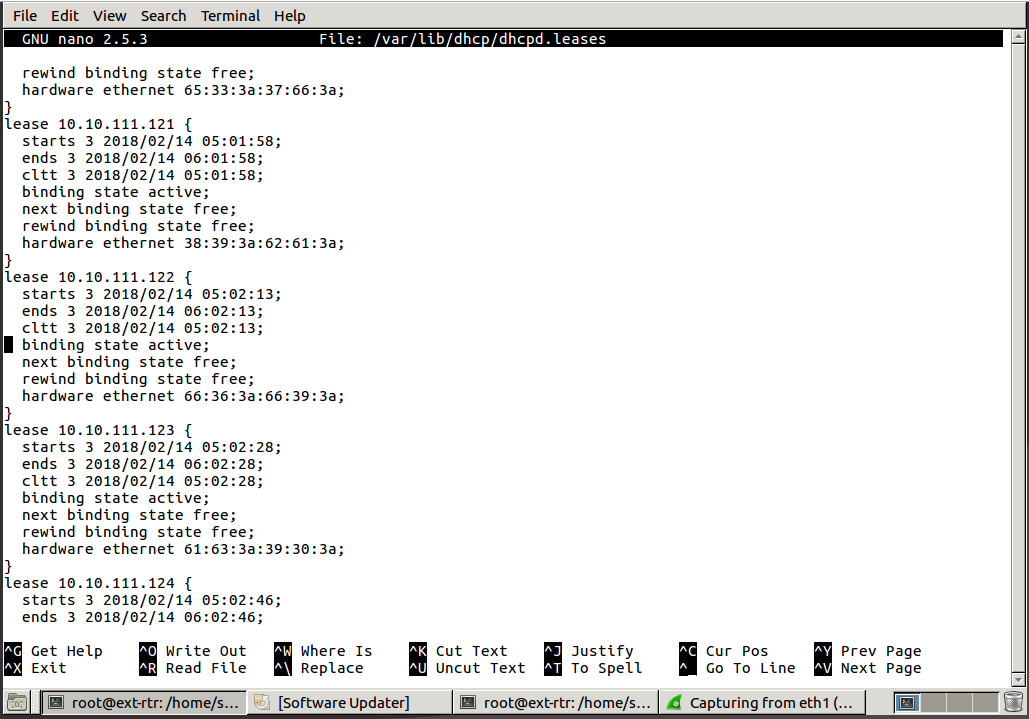 File Edit View Search Terminal Help
GNU nano 2.5.3 File: /var/lib/dhcp/dhcpd.leases
rewind binding state free;
hardware ethernet 65:33:3a:37:66:3a;
}
lease 10.10.111.121 {
starts 3 2018/02/14 05:01:58;
ends 3 2018/02/14 06:01:58;
cltt 3 2018/02/14 05:01:58;
binding state active;
next binding state free;
rewind binding state free;
hardware ethernet 38:39:3a:62:61:3a;
}
lease 10.10.111.122 {
starts 3 2018/02/14 05:02:13;
ends 3 2018/02/14 06:02:13;
cltt 3 2018/02/14 05:02:13;
binding state active;
next binding state free;
rewind binding state free;
hardware ethernet 66:36:3a:66:39:3a;
}
lease 10.10.111.123 {
starts 3 2018/02/14 05:02:28;
ends 3 2018/02/14 06:02:28;
cltt 3 2018/02/14 05:02:28;
binding state active;
next binding state free;
rewind binding state free;
hardware ethernet 61:63:3a:39:30:3a;
}
lease 10.10.111.124 {
starts 3 2018/02/14 05:02:46;
ends 3 2018/02/14 06:02:46;
^G Get Help ^O Write Out ^W Where Is ^K Cut Text ^J Justify ^C Cur Pos ^Y Prev Page
^X Exit ^R Read File ^\ Replace ^U Uncut Text ^T To Spell ^_ Go To Line ^V Next Page
root@ext-rtr: /home/s... [Software Updater] root@ext-rtr: /home/s... Capturing from eth1 (...